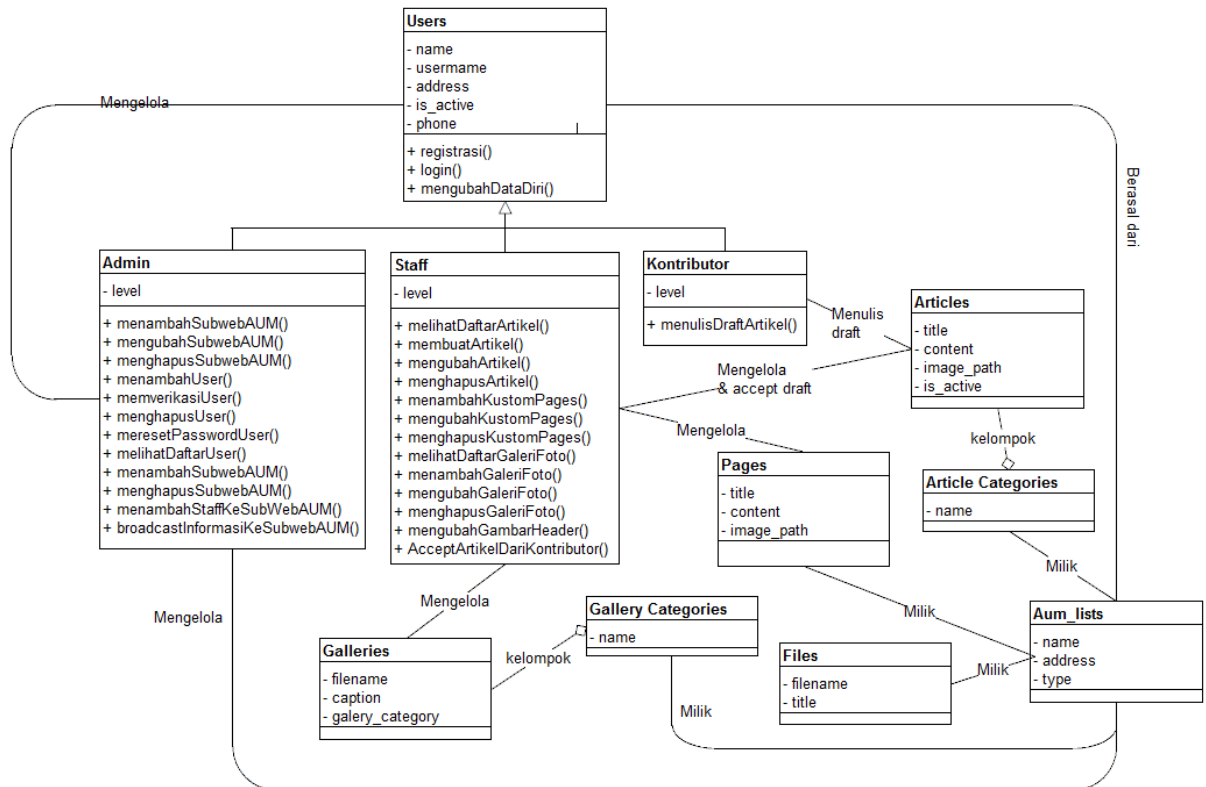 Users
- name
- usermame
- address
- is_active
- phone
+ registrasi()
+ login()
+ mengubahDataDiri()
Mengelola
Berasal dari
Admin
- level
+ menambahSubwebAUM()
+ mengubahSubwebAUM()
+ menghapusSubwebAUM()
+ menambahUser()
+ memverikasiUser()
+ menghapusUser()
+ meresetPasswordUser()
+ melihatDaftarUser()
+ menambahSubwebAUM()
+ menghapusSubwebAUM()
+ menambahStaffKeSubWebAUM()
+ broadcastInformasiKeSubwebAUM()
Staff
- level
+ melihatDaftarArtikel()
+ membuatArtikel()
+ mengubahArtikel()
+ menghapusArtikel()
+ menambahKustomPages()
+ mengubahKustomPages()
+ menghapusKustomPages()
+ melihatDaftarGaleriFoto()
+ menambahGaleriFoto()
+ mengubahGaleriFoto()
+ menghapusGaleriFoto()
+ mengubahGambarHeader()
+ AcceptArtikelDariKontributor()
Kontributor
- level
+ menulisDraftArtikel()
Menulis
draft
Articles
- title
- content
- image_path
- is_active
Mengelola
& accept draft
Mengelola
kelompok
Pages
- title
- content
- image_path
Article Categories
- name
Milik
Mengelola
Mengelola
Milik
Gallery Categories
- name
Aum_lists
- name
- address
- type
Galleries
- filename
- caption
- galery_category
kelompok
Files
- filename
- title
Milik
Milik